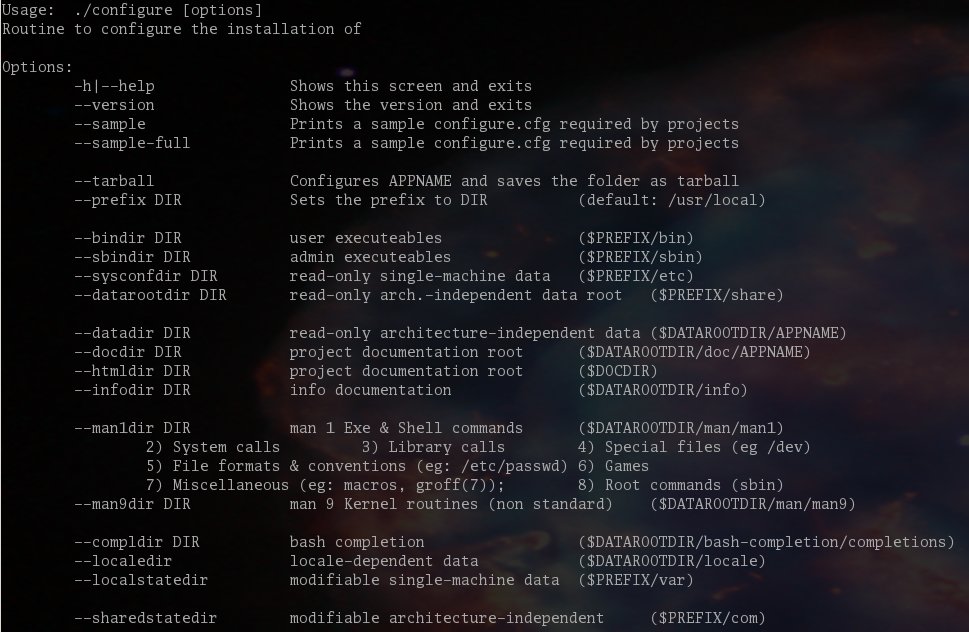 Usage:  ./configure [options]
Routine to configure the installation of
Options:
-h|--help Shows this screen and exits
--version Shows the version and exits
--sample Prints a sample configure.cfg required by projects
--sample-full Prints a sample configure.cfg required by projects
--tarball Configures APPNAME and saves the folder as tarball
--prefix DIR Sets the prefix to DIR (default: /usr/local)
--bindir DIR user executeables ($PREFIX/bin)
--sbindir DIR admin executeables ($PREFIX/sbin)
--sysconfdir DIR read-only single-machine data ($PREFIX/etc)
--datarootdir DIR read-only arch.-independent data root ($PREFIX/share)
--datadir DIR read-only architecture-independent data ($DATAROOTDIR/APPNAME)
--docdir DIR project documentation root ($DATAROOTDIR/doc/APPNAME)
--htmldir DIR project documentation root ($DOCDIR)
--infodir DIR info documentation ($DATAROOTDIR/info)
--man1dir DIR man 1 Exe & Shell commands ($DATAROOTDIR/man/man1)
2) System calls 3) Library calls 4) Special files (eg /dev)
5) File formats & conventions (eg: /etc/passwd) 6) Games
7) Miscellaneous (eg: macros, groff(7)); 8) Root commands (sbin)
--man9dir DIR man 9 Kernel routines (non standard) ($DATAROOTDIR/man/man9)
--compldir DIR bash completion ($DATAROOTDIR/bash-completion/completions)
--localedir locale-dependent data ($DATAROOTDIR/locale)
--localstatedir modifiable single-machine data ($PREFIX/var)
--sharedstatedir modifiable architecture-independent ($PREFIX/com)